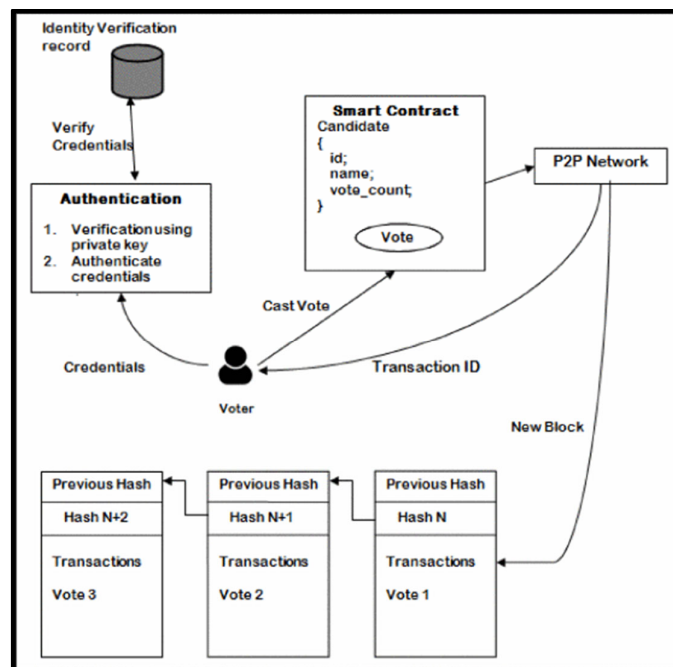 Identity Verification
record
Verify
Credentials
Authentication
1. Verification using
private key
2. Authenticate
credentials
Smart Contract
Candidate
{
id;
name;
vote_count;
}
Vote
P2P Network
Cast Vote
Credentials
Transaction ID
Voter
New Block
Previous Hash
Hash N+2
Transactions
Vote 3
Previous Hash
Hash N+1
Transactions
Vote 2
Previous Hash
Hash N
Transactions
Vote 1